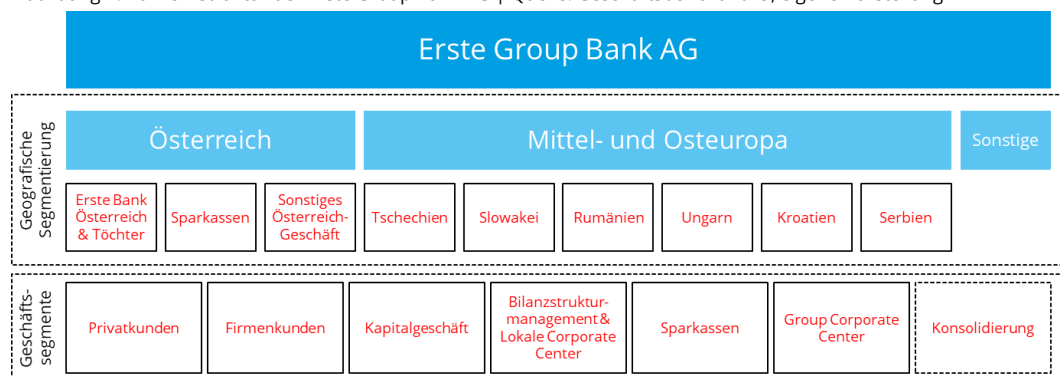 Erste Group Bank AG
Geografische
Segmentierung
Österreich
Mittel- und Osteuropa
Sonstige
Erste Bank
Österreich
& Töchter
Sparkassen
Sonstiges
Österreich-
Geschäft
Tschechien
Slowakei
Rumänien
Ungarn
Kroatien
Serbien
Geschäfts-
segmente
Privatkunden
Firmenkunden
Kapitalgeschäft
Bilanzstruktur-
management &
Lokale Corporate
Center
Sparkassen
Group Corporate
Center
Konsolidierung